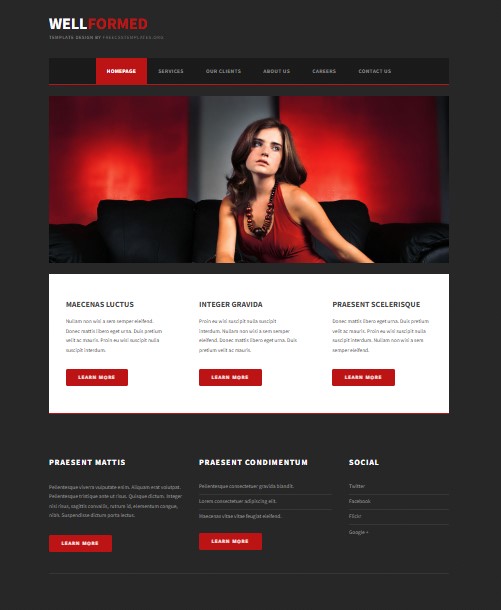 WELLFORMED
TEMPLATE DESIGN BY FREECSSTEMPLATES.ORG
HOMEPAGE SERVICES OUR CLIENTS ABOUT US CAREERS CONTACT US
MAECENAS LUCTUS
Nullam non wisi a sem semper eleifend.
Donec mattis libero eget urna. Duis pretium
velit ac mauris. Proin eu wisi suscipit nulla
suscipit interdum.
LEARN MORE
INTEGER GRAVIDA
Proin eu wisi suscipit nulla suscipit
interdum. Nullam non wisi a sem semper
eleifend. Donec mattis libero eget urna. Duis
pretium velit ac mauris.
LEARN MORE
PRAESENT SCELERISQUE
Donec mattis libero eget urna. Duis pretium
velit ac mauris. Proin eu wisi suscipit nulla
suscipit interdum. Nullam non wisi a sem
semper eleifend.
LEARN MORE
PRAESENT MATTIS
Pellentesque viverra vulputate enim. Aliquam erat volutpat.
Pellentesque tristique ante ut risus. Quisque dictum. Integer
nisl risus, sagittis convallis, rutrum id, elementum congue,
nibh. Suspendisse dictum porta lectus.
LEARN MORE
PRAESENT CONDIMENTUM
Pellentesque consectetuer gravida blandit.
Lorem consectetuer adipiscing elit.
Maecenas vitae vitae feugiat eleifend.
LEARN MORE
SOCIAL
Twitter
Facebook
Flickr
Google +